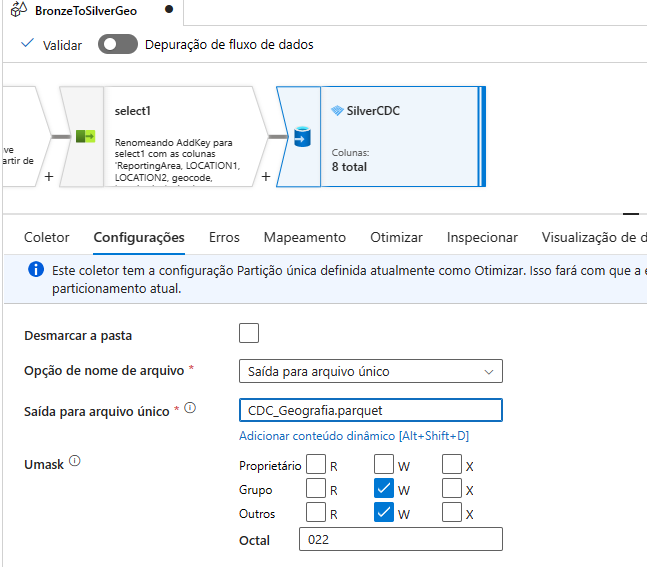 BronzeToSilverGeo
Validar
Depuração de fluxo de dados
ve
artir de
+
select1
Renomeando AddKey para
select1 com as colunas
'ReportingArea, LOCATION1,
LOCATION2, geocode,
+
SilverCDC
Colunas:
8 total
Coletor Configurações Erros Mapeamento Otimizar Inspecionar Visualização de d
Este coletor tem a configuração Partição única definida atualmente como Otimizar. Isso fará com que a e
particionamento atual.
Desmarcar a pasta
Opção de nome de arquivo * Saída para arquivo único
Saída para arquivo único * CDC_Geografia.parquet
Adicionar conteúdo dinâmico [Alt+Shift+D]
Umask
Proprietário R W X
Grupo R W X
Outros R W X
Octal 022